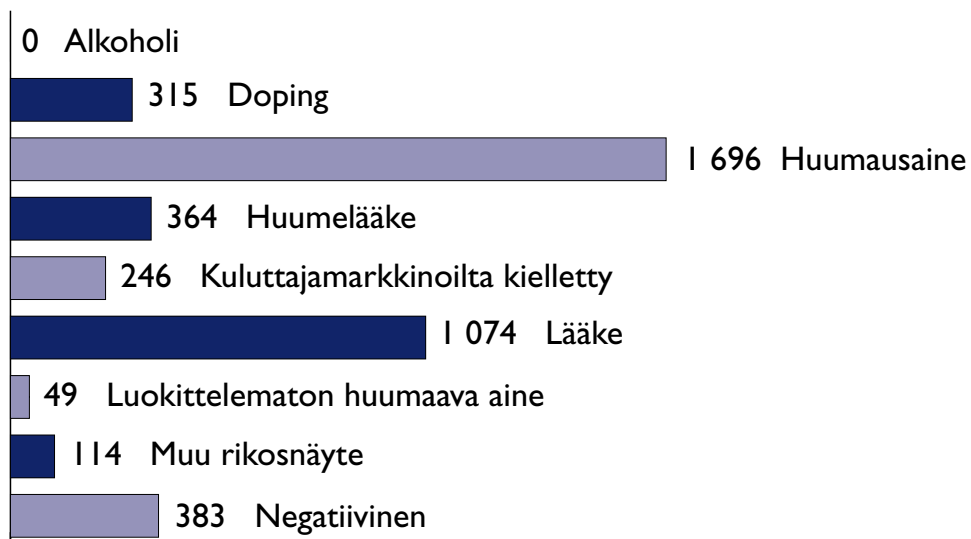 0 Alkoholi
315 Doping
1 696 Huumausaine
364 Huumelääke
246 Kuluttajamarkkinoilta kielletty
1 074 Lääke
49 Luokittelematon huumaava aine
114 Muu rikosnäyte
383 Negatiivinen